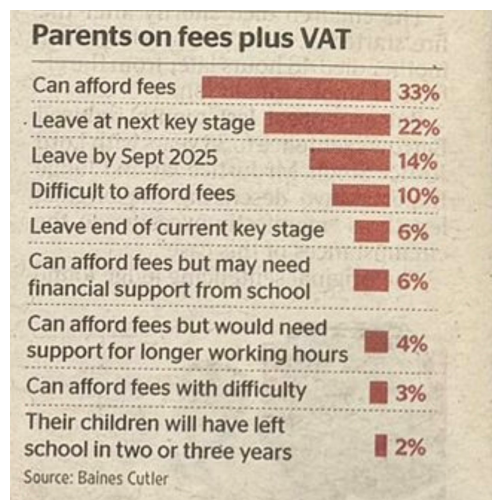 Parents on fees plus VAT
Can afford fees 33%
Leave at next key stage 22%
Leave by Sept 2025 14%
Difficult to afford fees 10%
Leave end of current key stage 6%
Can afford fees but may need
financial support from school 6%
Can afford fees but would need
support for longer working hours 4%
Can afford fees with difficulty 3%
Their children will have left
school in two or three years 2%
Source: Baines Cutler